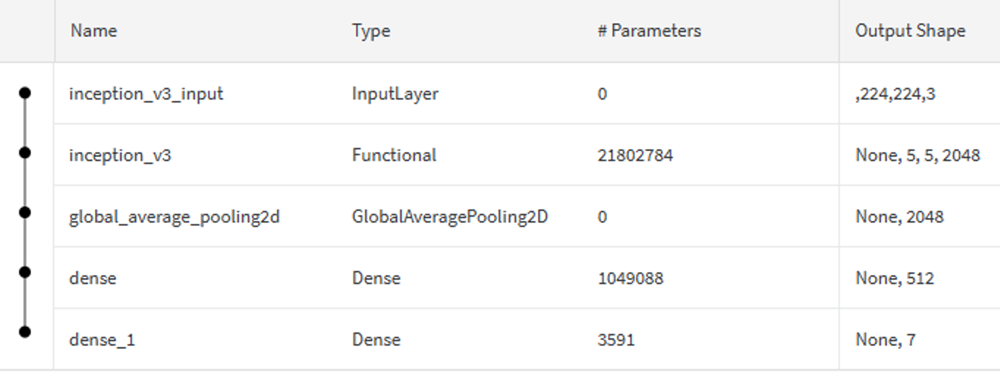 Name Type # Parameters Output Shape
inception_v3_input InputLayer 0 ,224,224,3
inception_v3 Functional 21802784 None, 5, 5, 2048
global_average_pooling2d GlobalAveragePooling2D 0 None, 2048
dense Dense 1049088 None, 512
dense_1 Dense 3591 None, 7